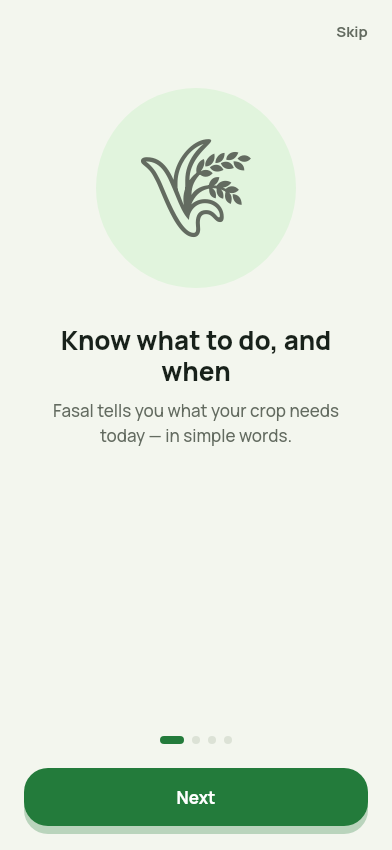 Skip
Know what to do, and
when
Fasal tells you what your crop needs
today — in simple words.
Next